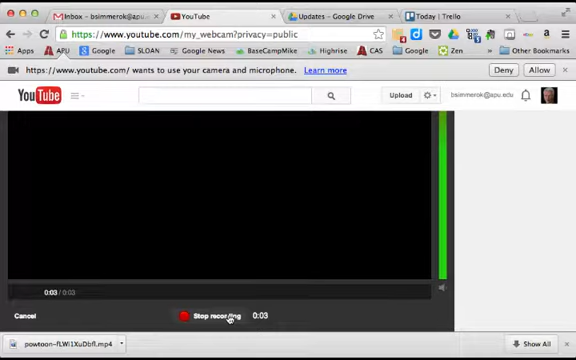 Inbox - bsimmerok@apu. YouTube Updates - Google Drive Today | Trello
https://www.youtube.com/my_webcam?privacy=public
Apps APU Google SLOAN Google News BaseCampMike Highrise CAS Google Zen Other Bookmarks
https://www.youtube.com/ wants to use your camera and microphone. Learn more Deny Allow
YouTube Upload bsimmerok@apu.edu
0:03 / 0:03
Cancel Stop recording 0:03
powtoon-fLWi1XuDbfl.mp4 Show All